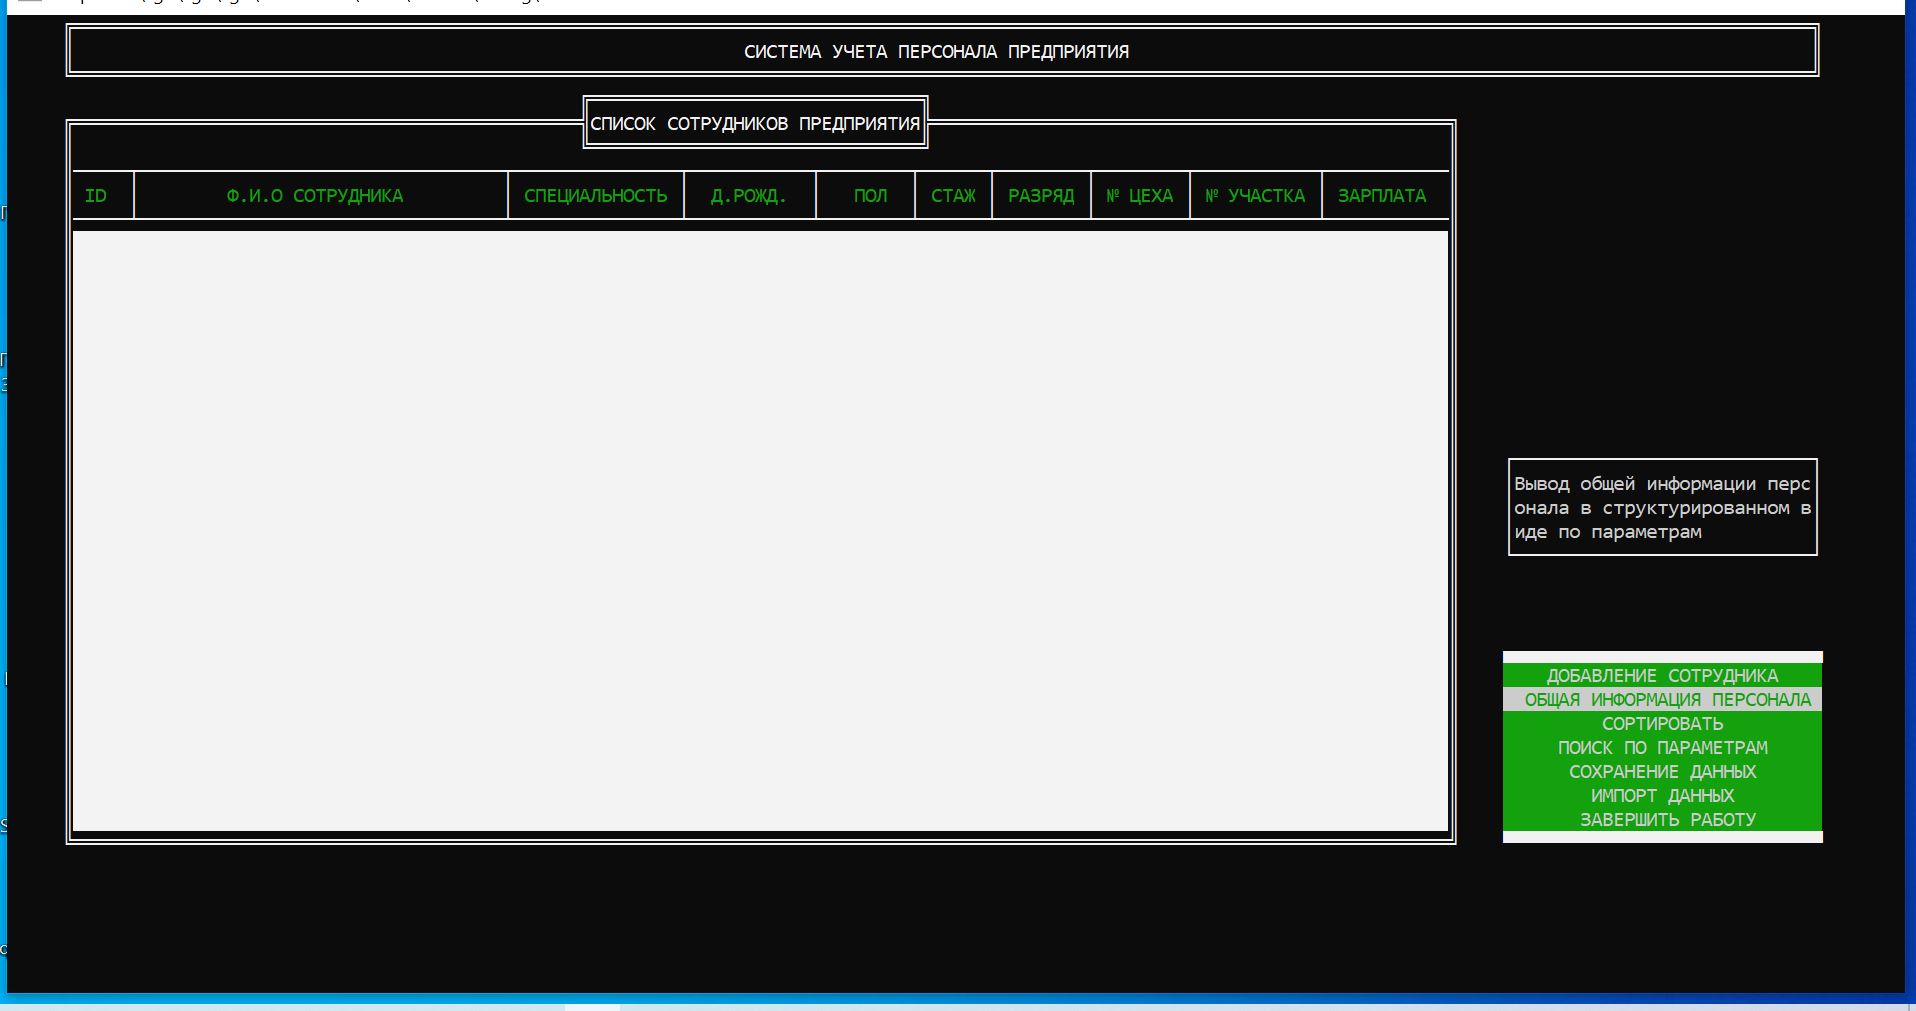 СИСТЕМА УЧЕТА ПЕРСОНАЛА ПРЕДПРИЯТИЯ
СПИСОК СОТРУДНИКОВ ПРЕДПРИЯТИЯ
ID Ф.И.О СОТРУДНИКА СПЕЦИАЛЬНОСТЬ Д.РОЖД. ПОЛ СТАЖ РАЗРЯД № ЦЕХА № УЧАСТКА ЗАРПЛАТА
Вывод общей информации перс
онала в структурированном в
иде по параметрам
ДОБАВЛЕНИЕ СОТРУДНИКА
ОБЩАЯ ИНФОРМАЦИЯ ПЕРСОНАЛА
СОРТИРОВАТЬ
ПОИСК ПО ПАРАМЕТРАМ
СОХРАНЕНИЕ ДАННЫХ
ИМПОРТ ДАННЫХ
ЗАВЕРШИТЬ РАБОТУ